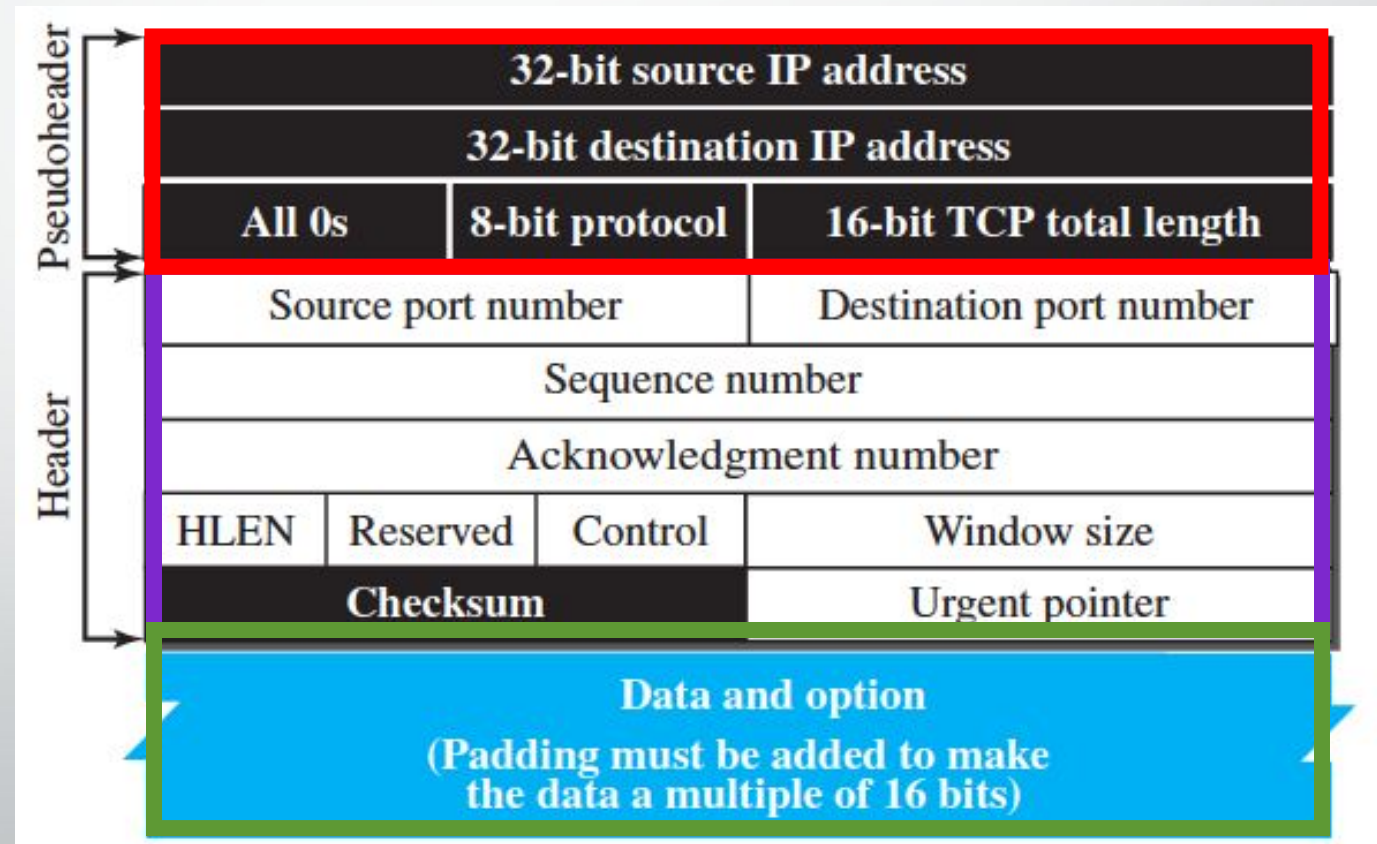 Pseudoheader
32-bit source IP address
32-bit destination IP address
All 0s 8-bit protocol 16-bit TCP total length
Header
Source port number Destination port number
Sequence number
Acknowledgment number
HLEN Reserved Control Window size
Checksum Urgent pointer
Data and option
(Padding must be added to make
the data a multiple of 16 bits)